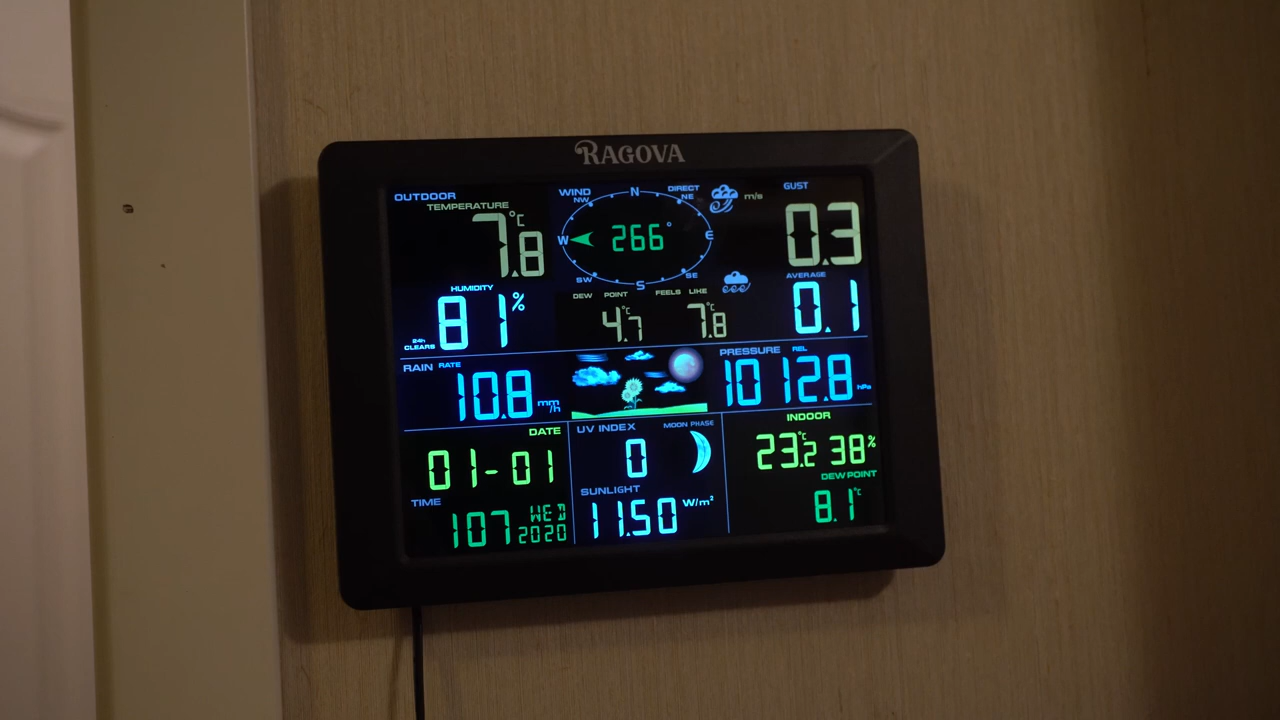 RAGOVA
OUTDOOR
TEMPERATURE
7.8 °C
WIND
DIRECT
N
NE
E
SE
S
SW
W
NW
266°
m/s
GUST
0.3
AVERAGE
0.1
HUMIDITY
81%
24h
CLEARS
DEW POINT
4.7 °C
FEELS LIKE
7.8 °C
RAIN RATE
10.8 mm/h
PRESSURE REL
1012.8 hPa
DATE
01-01
TIME
107
WED
2020
UV INDEX
0
MOON PHASE
SUNLIGHT
11.50 W/m²
INDOOR
23.2 °C 38%
DEW POINT
8.1 °C